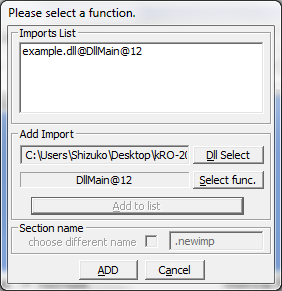 Please select a function.
Imports List
example.dll@DllMain@12
Add Import
C:\Users\Shizuko\Desktop\kRO-20
Dll Select
DllMain@12
Select func.
Add to list
Section name
choose different name
.newimp
ADD
Cancel